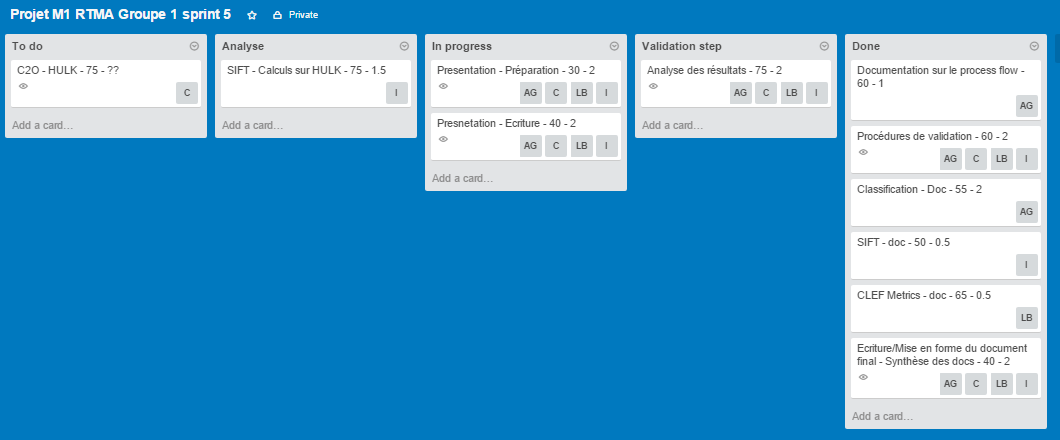 Projet M1 RTMA Groupe 1 sprint 5 Private
To do
C2O - HULK - 75 - ??
C
Add a card...
Analyse
SIFT - Calculs sur HULK - 75 - 1.5
I
Add a card...
In progress
Presentation - Préparation - 30 - 2
AG C LB I
Presnetation - Ecriture - 40 - 2
AG C LB I
Add a card...
Validation step
Analyse des résultats - 75 - 2
AG C LB I
Add a card...
Done
Documentation sur le process flow -
60 - 1
AG
Procédures de validation - 60 - 2
AG C LB I
Classification - Doc - 55 - 2
AG
SIFT - doc - 50 - 0.5
I
CLEF Metrics - doc - 65 - 0.5
LB
Ecriture/Mise en forme du document
final - Synthèse des docs - 40 - 2
AG C LB I
Add a card...